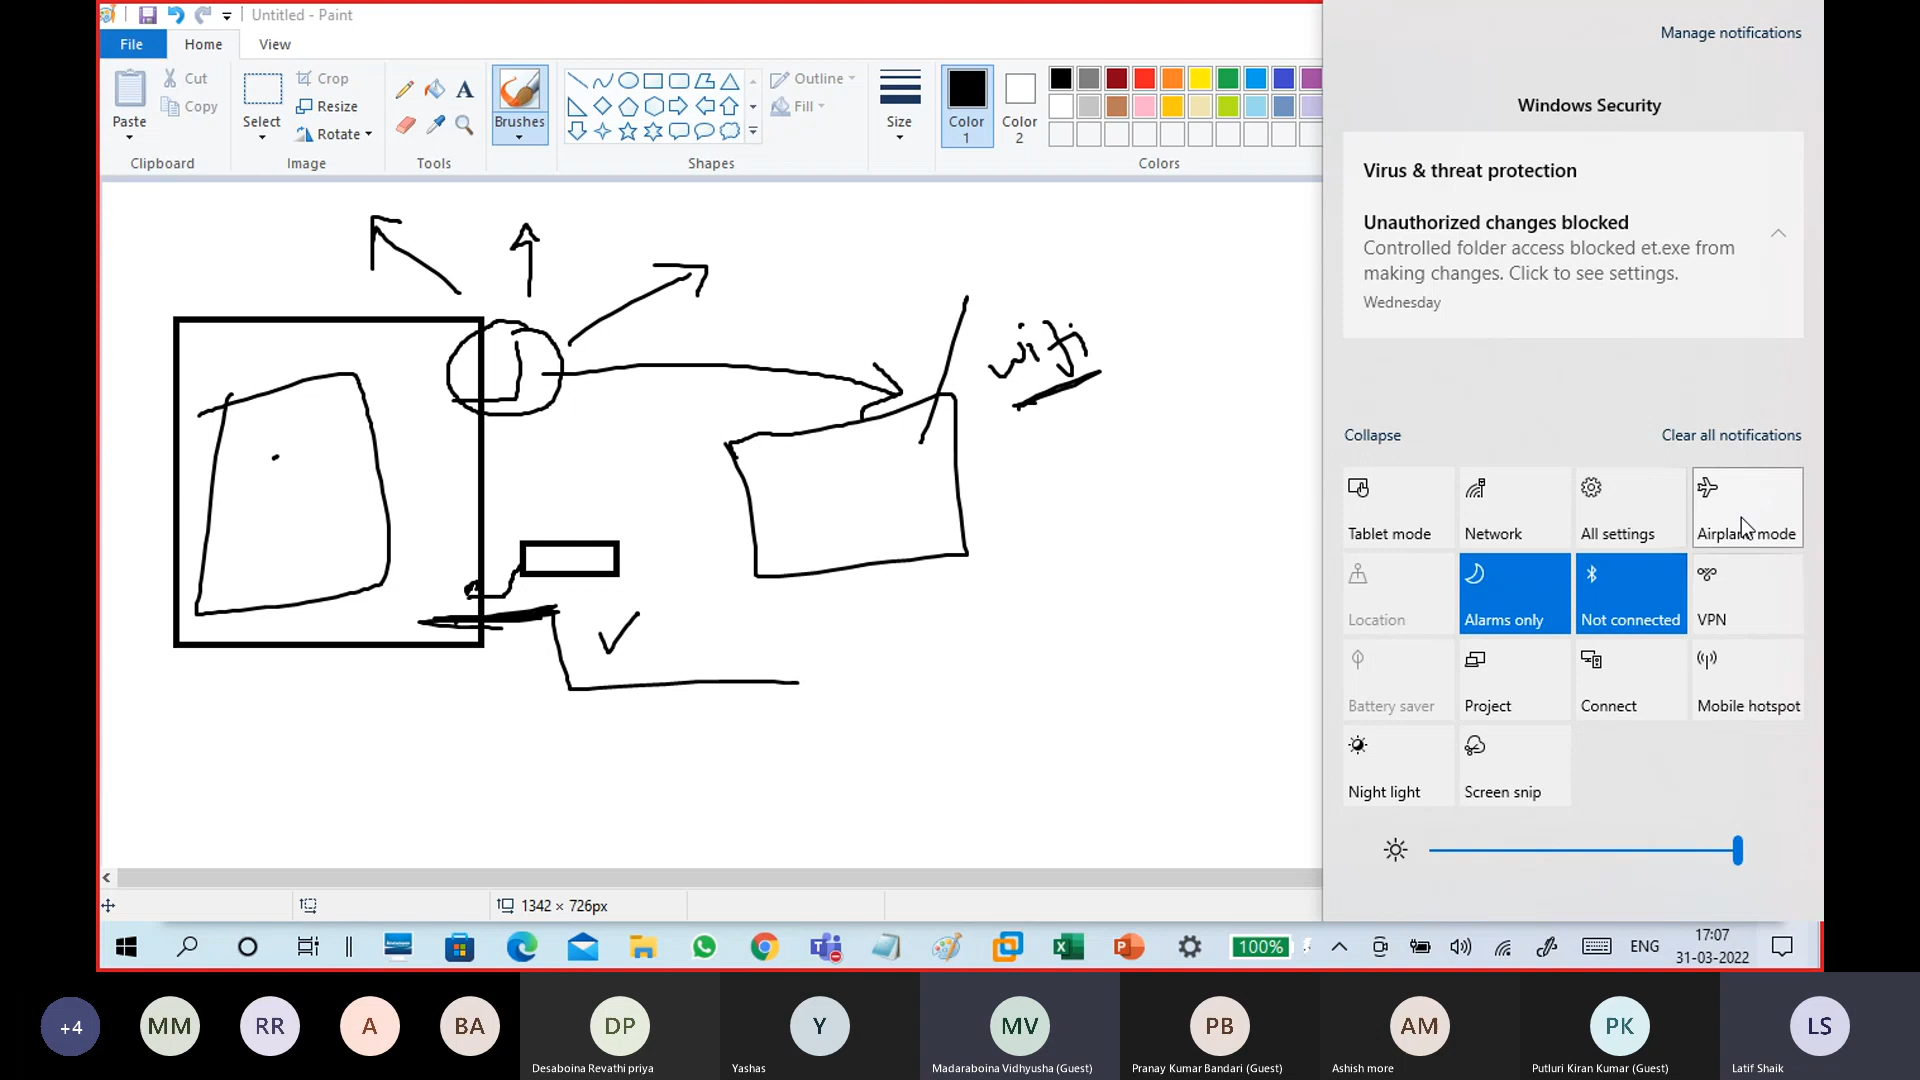 Untitled - Paint
File Home View
Paste
Cut
Copy
Clipboard
Select
Crop
Resize
Rotate
Image
A
Tools
Brushes
Outline
Fill
Shapes
Size
Color
1
Color
2
Colors
wifi
1342 × 726px
Manage notifications
Windows Security
Virus & threat protection
Unauthorized changes blocked
Controlled folder access blocked et.exe from
making changes. Click to see settings.
Wednesday
Collapse Clear all notifications
Tablet mode Network All settings Airplane mode
Location Alarms only Not connected VPN
Battery saver Project Connect Mobile hotspot
Night light Screen snip
100%
ENG
17:07
31-03-2022
+4 MM RR A BA DP Y MV PB AM PK LS
Desaboina Revathi priya Yashas Madaraboina Vidhyusha (Guest) Pranay Kumar Bandari (Guest) Ashish more Putluri Kiran Kumar (Guest) Latif Shaik